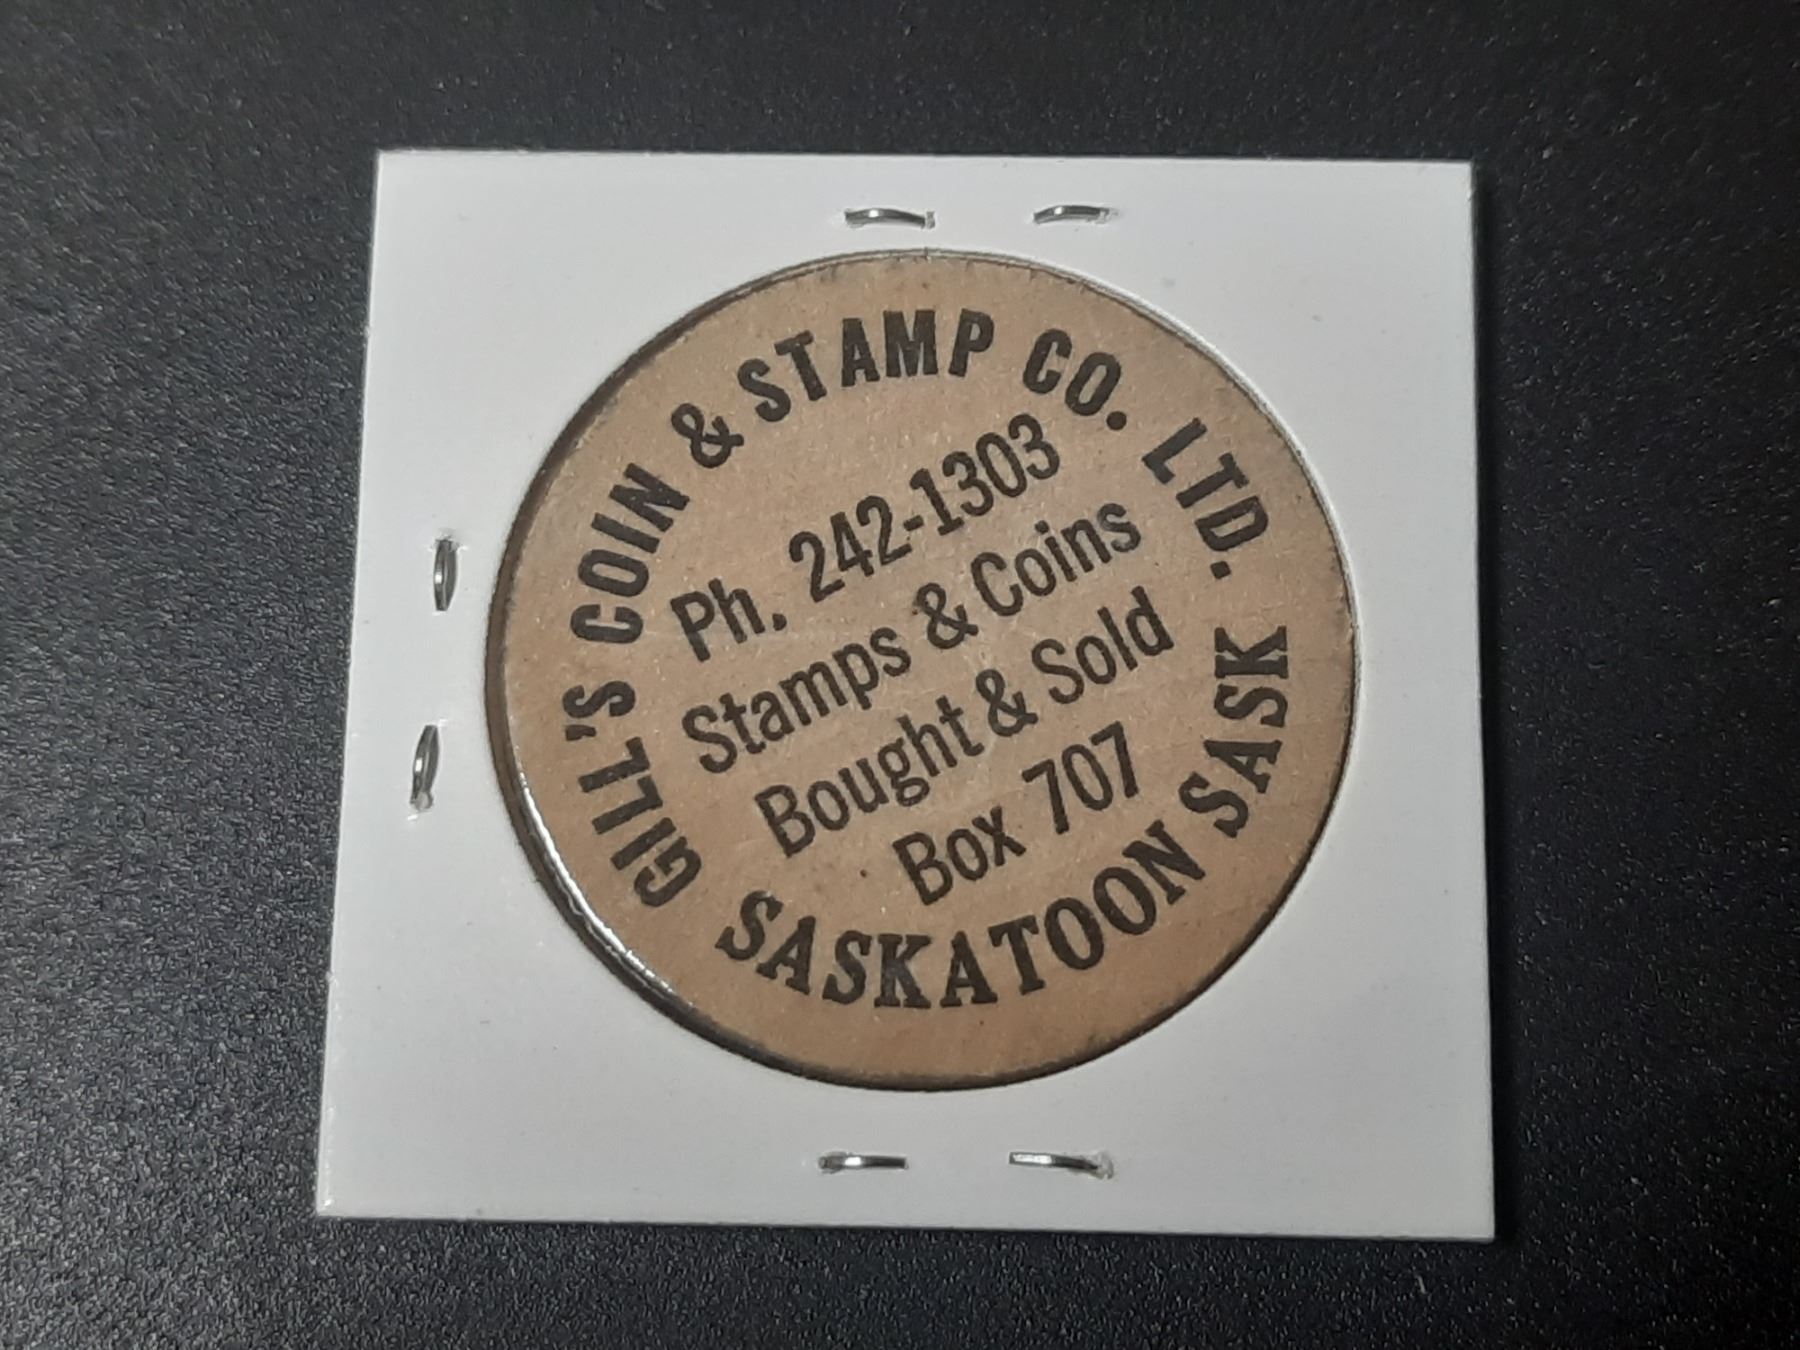 GILL'S COIN & STAMP CO. LTD.
Ph. 242-1303
Stamps & Coins
Bought & Sold
Box 707
SASKATOON SASK